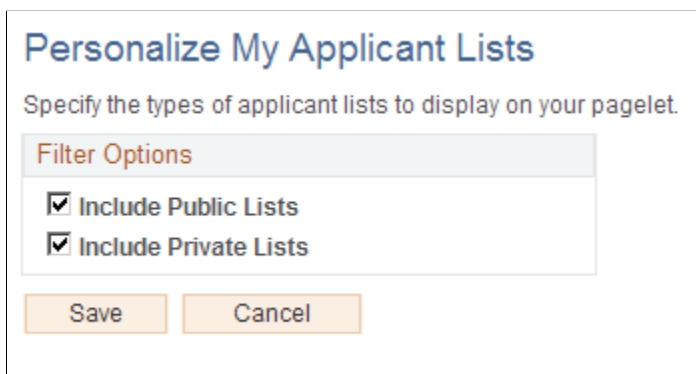 Personalize My Applicant Lists
Specify the types of applicant lists to display on your pagelet.
Filter Options
Include Public Lists
Include Private Lists
Save Cancel